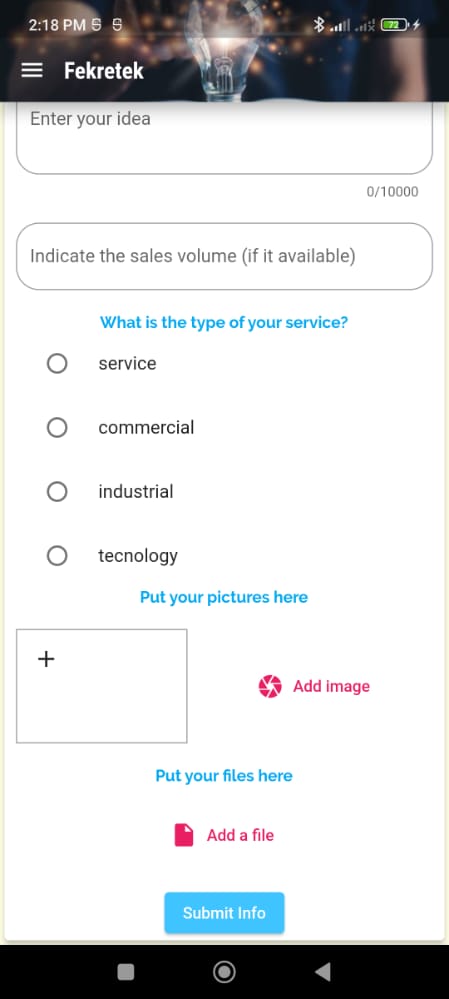 2:18 PM
72
Fekretek
Enter your idea
0/10000
Indicate the sales volume (if it available)
What is the type of your service?
service
commercial
industrial
tecnology
Put your pictures here
+
Add image
Put your files here
Add a file
Submit Info